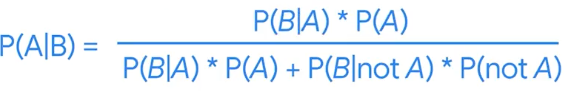 P(B|A) * P(A)
P(A|B) =
P(B|A) * P(A) + P(B|not A) * P(not A)